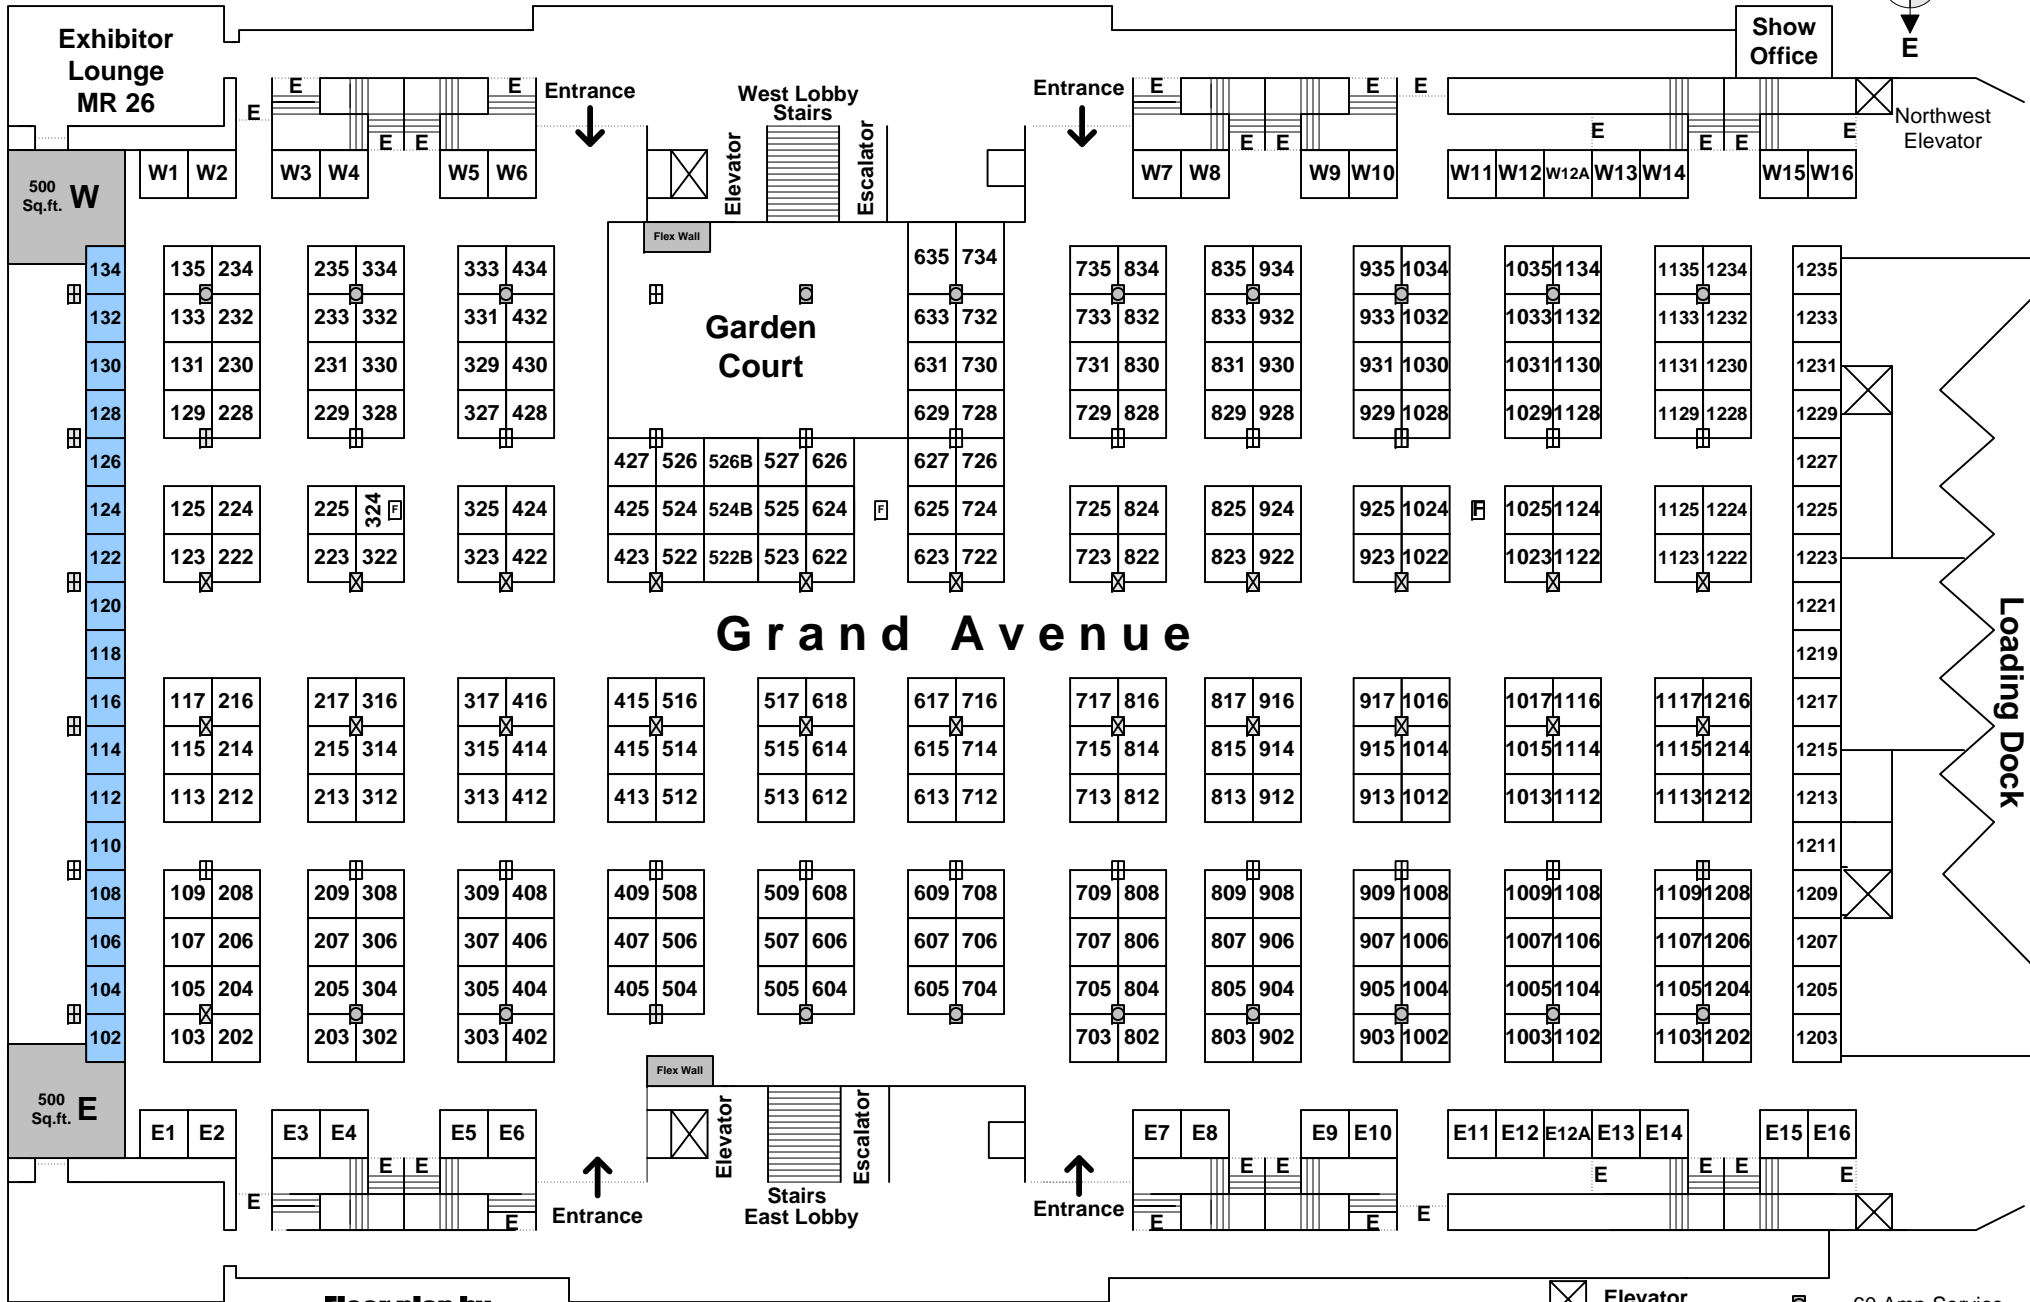 Exhibitor
Lounge
MR 26
Show
Office
E
E E Entrance West Lobby
Stairs Entrance E E E
E E E E E E E E E
Northwest
Elevator
Elevator Escalator
W1 W2 W3 W4 W5 W6 W7 W8 W9 W10 W11 W12 W12A W13 W14 W15 W16
500
Sq.ft. W
Flex Wall
134 135 234 235 334 333 434 635 734 735 834 835 934 935 1034 1035 1134 1135 1234 1235
132 133 232 233 332 331 432 633 732 733 832 833 932 933 1032 1033 1132 1133 1232 1233
Garden
Court
130 131 230 231 330 329 430 631 730 731 830 831 930 931 1030 1031 1130 1131 1230 1231
128 129 228 229 328 327 428 629 728 729 828 829 928 929 1028 1029 1128 1129 1228 1229
126 427 526 526B 527 626 627 726 1227
124 125 224 225 324 F 325 424 425 524 524B 525 624 F 625 724 725 824 825 924 925 1024 F 1025 1124 1125 1224 1225
122 123 222 223 322 323 422 423 522 522B 523 622 623 722 723 822 823 922 923 1022 1023 1122 1123 1222 1223
120 1221
Grand Avenue
118 1219
Loading Dock
116 117 216 217 316 317 416 415 516 517 618 617 716 717 816 817 916 917 1016 1017 1116 1117 1216 1217
114 115 214 215 314 315 414 415 514 515 614 615 714 715 814 815 914 915 1014 1015 1114 1115 1214 1215
112 113 212 213 312 313 412 413 512 513 612 613 712 713 812 813 912 913 1012 1013 1112 1113 1212 1213
110 1211
108 109 208 209 308 309 408 409 508 509 608 609 708 709 808 809 908 909 1008 1009 1108 1109 1208 1209
106 107 206 207 306 307 406 407 506 507 606 607 706 707 806 807 906 907 1006 1007 1106 1107 1206 1207
104 105 204 205 304 305 404 405 504 505 604 605 704 705 804 805 904 905 1004 1005 1104 1105 1204 1205
102 103 202 203 302 303 402 703 802 803 902 903 1002 1003 1102 1103 1202 1203
Flex Wall
500
Sq.ft. E
Elevator Escalator
E1 E2 E3 E4 E5 E6 E7 E8 E9 E10 E11 E12 E12A E13 E14 E15 E16
E E E E E E E E
E E Entrance Stairs
East Lobby Entrance E E E
Floor plan by
Elevator
60 Amp Service